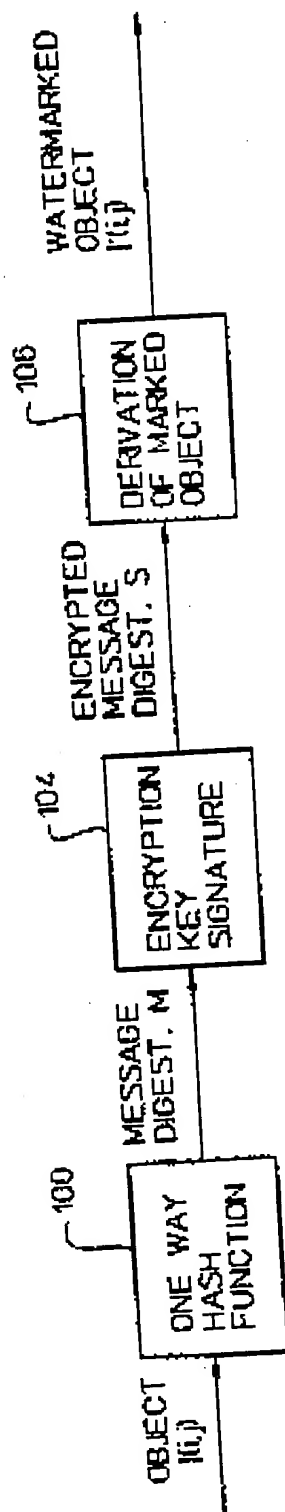 OBJECT
I(i,j)
100
ONE WAY
HASH
FUNCTION
MESSAGE
DIGEST. M
104
ENCRYPTION
KEY
SIGNATURE
ENCRYPTED
MESSAGE
DIGEST. S
106
DERIVATION
OF MARKED
OBJECT
WATERMARKED
OBJECT
I'(i,j)